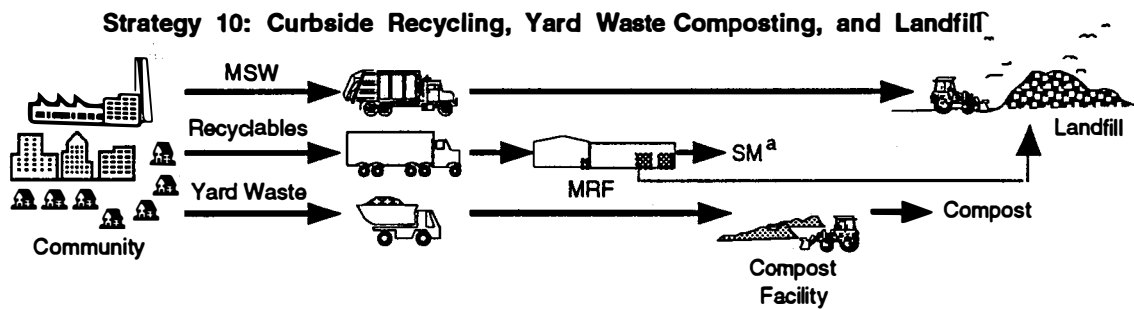 Strategy 10: Curbside Recycling, Yard Waste Composting, and Landfill
MSW
Recyclables
Landfill
SMᵃ
MRF
Yard Waste
Compost
Community
Compost
Facility